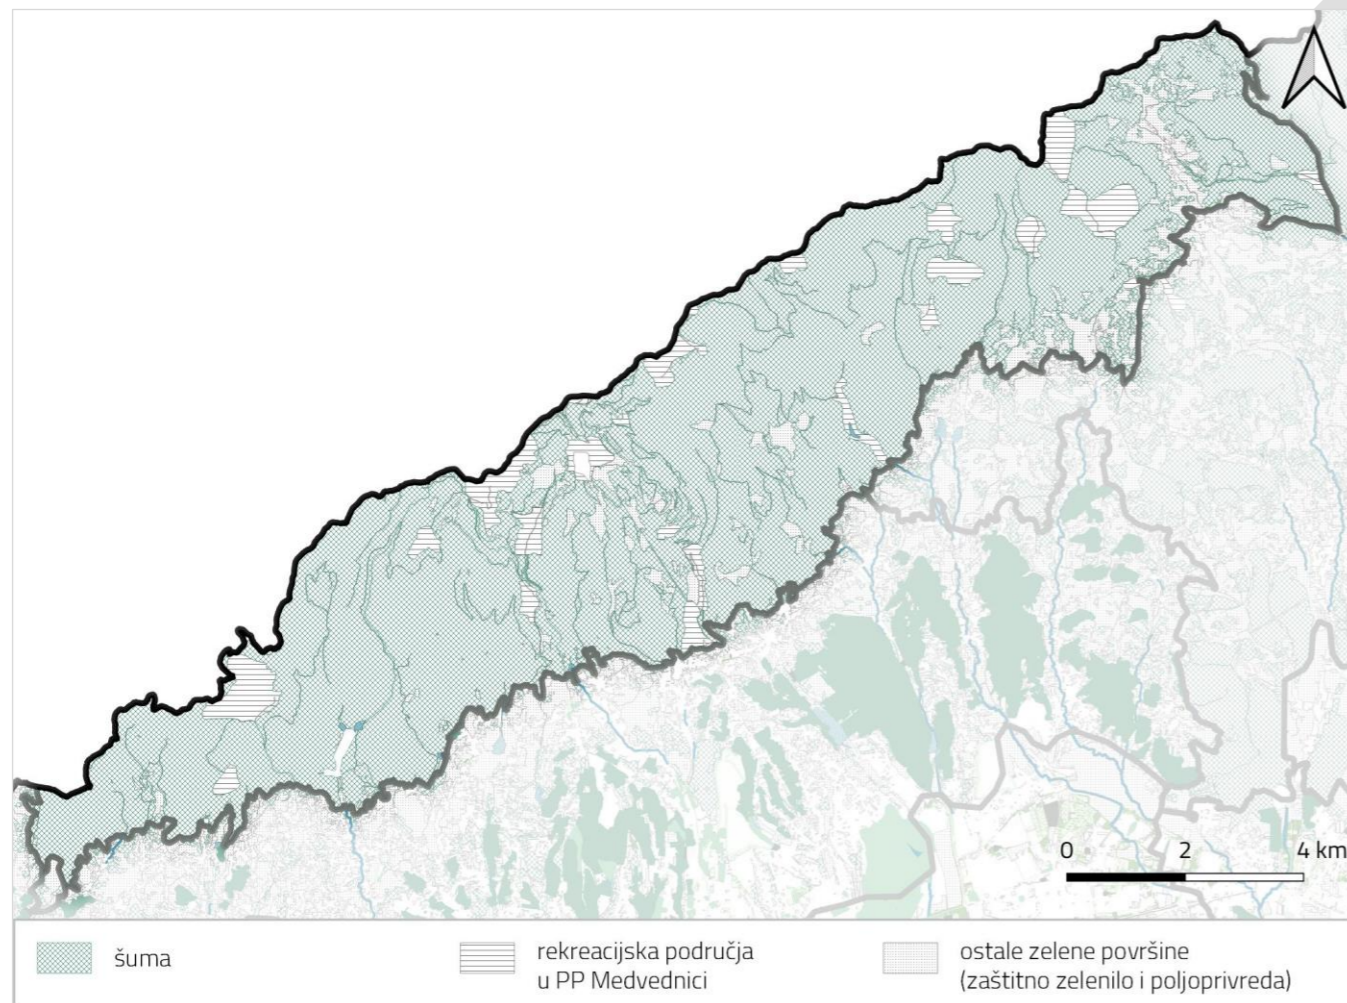 0 2 4 km
šuma
rekreacijska područja
u PP Medvednici
ostale zelene površine
(zaštitno zelenilo i poljoprivreda)